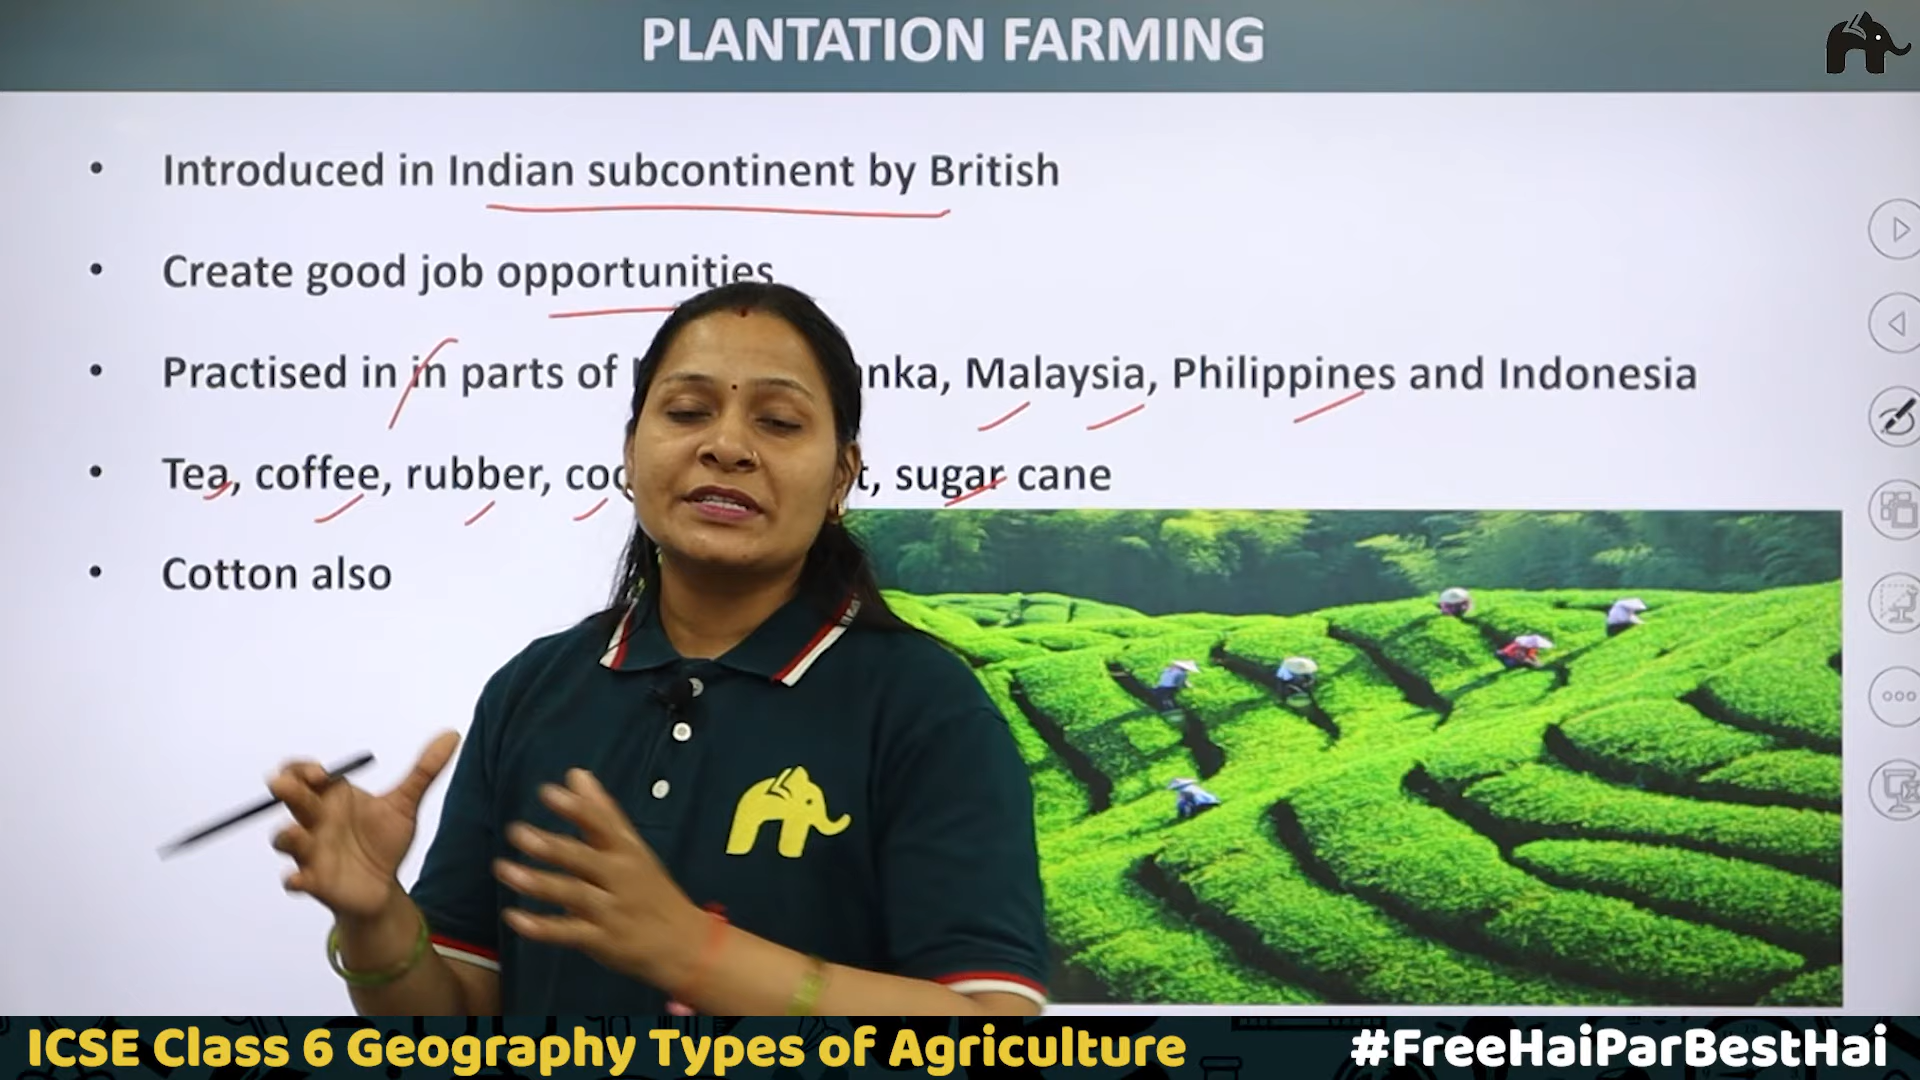 PLANTATION FARMING
• Introduced in Indian subcontinent by British
• Create good job opportunities
• Practised in in parts of Malaysia, Philippines and Indonesia
• Tea, coffee, rubber, sugar cane
• Cotton also
ICSE Class 6 Geography Types of Agriculture
#FreeHaiParBestHai